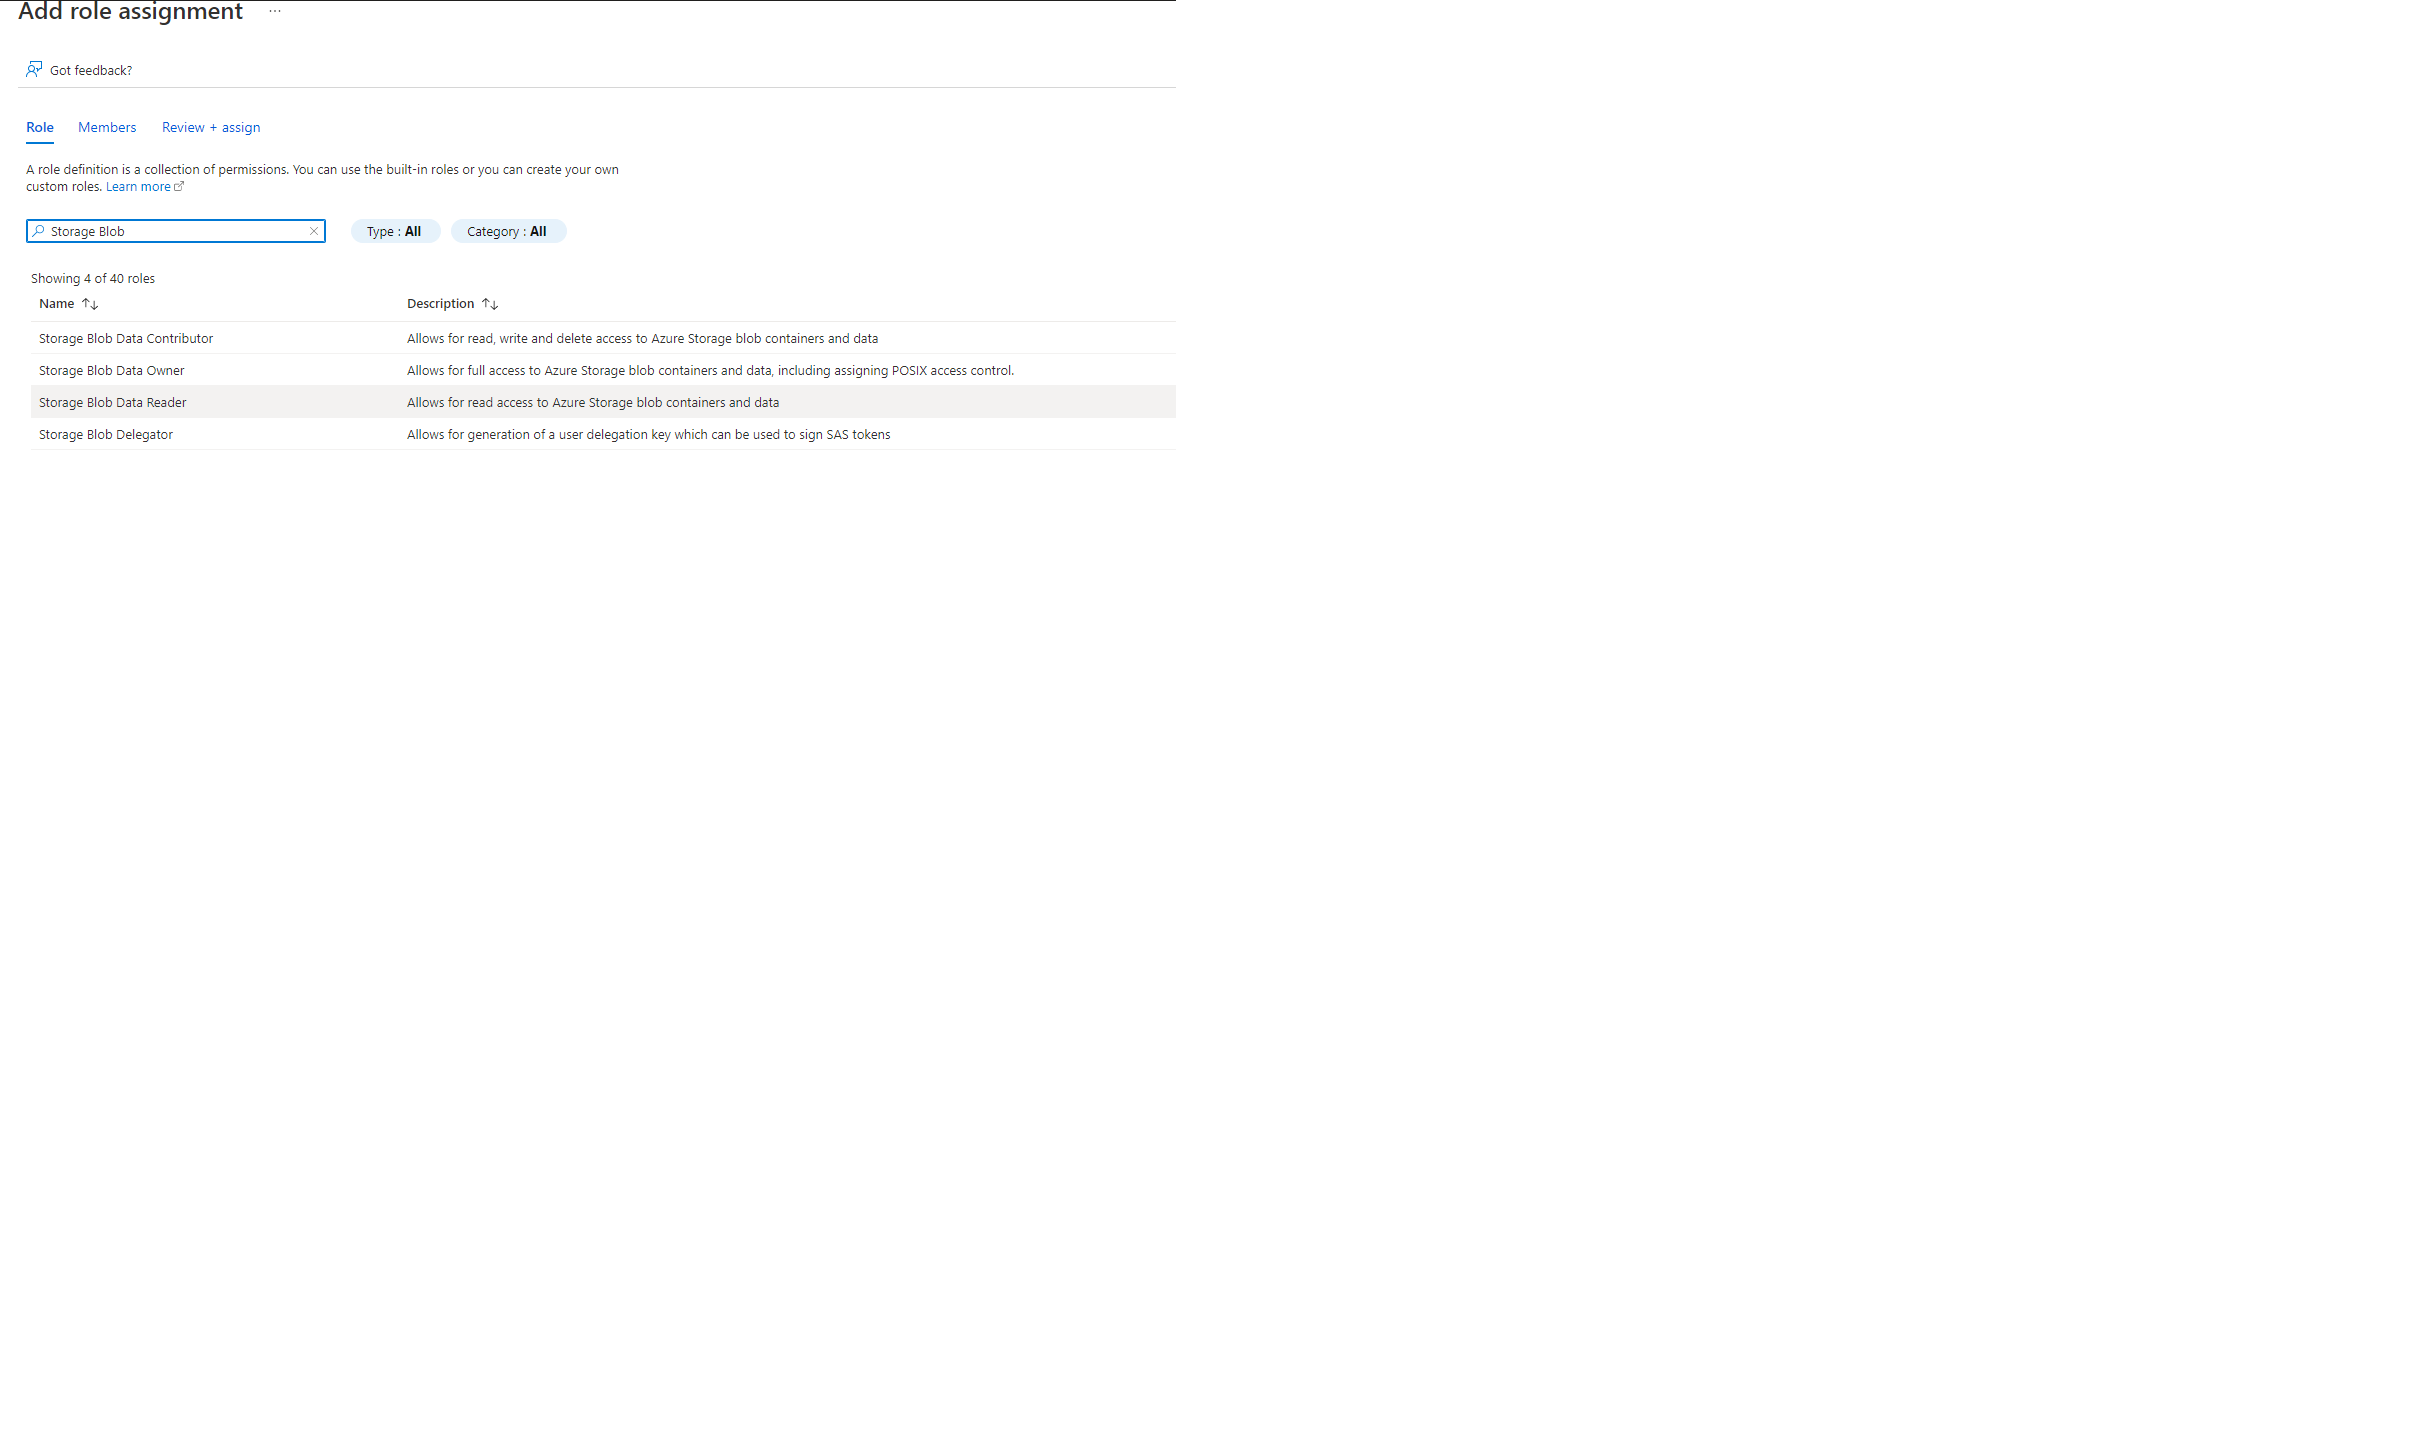 Add role assignment ...
Got feedback?
Role Members Review + assign
A role definition is a collection of permissions. You can use the built-in roles or you can create your own
custom roles. Learn more
Storage Blob Type : All Category : All
Showing 4 of 40 roles
Name Description
Storage Blob Data Contributor Allows for read, write and delete access to Azure Storage blob containers and data
Storage Blob Data Owner Allows for full access to Azure Storage blob containers and data, including assigning POSIX access control.
Storage Blob Data Reader Allows for read access to Azure Storage blob containers and data
Storage Blob Delegator Allows for generation of a user delegation key which can be used to sign SAS tokens